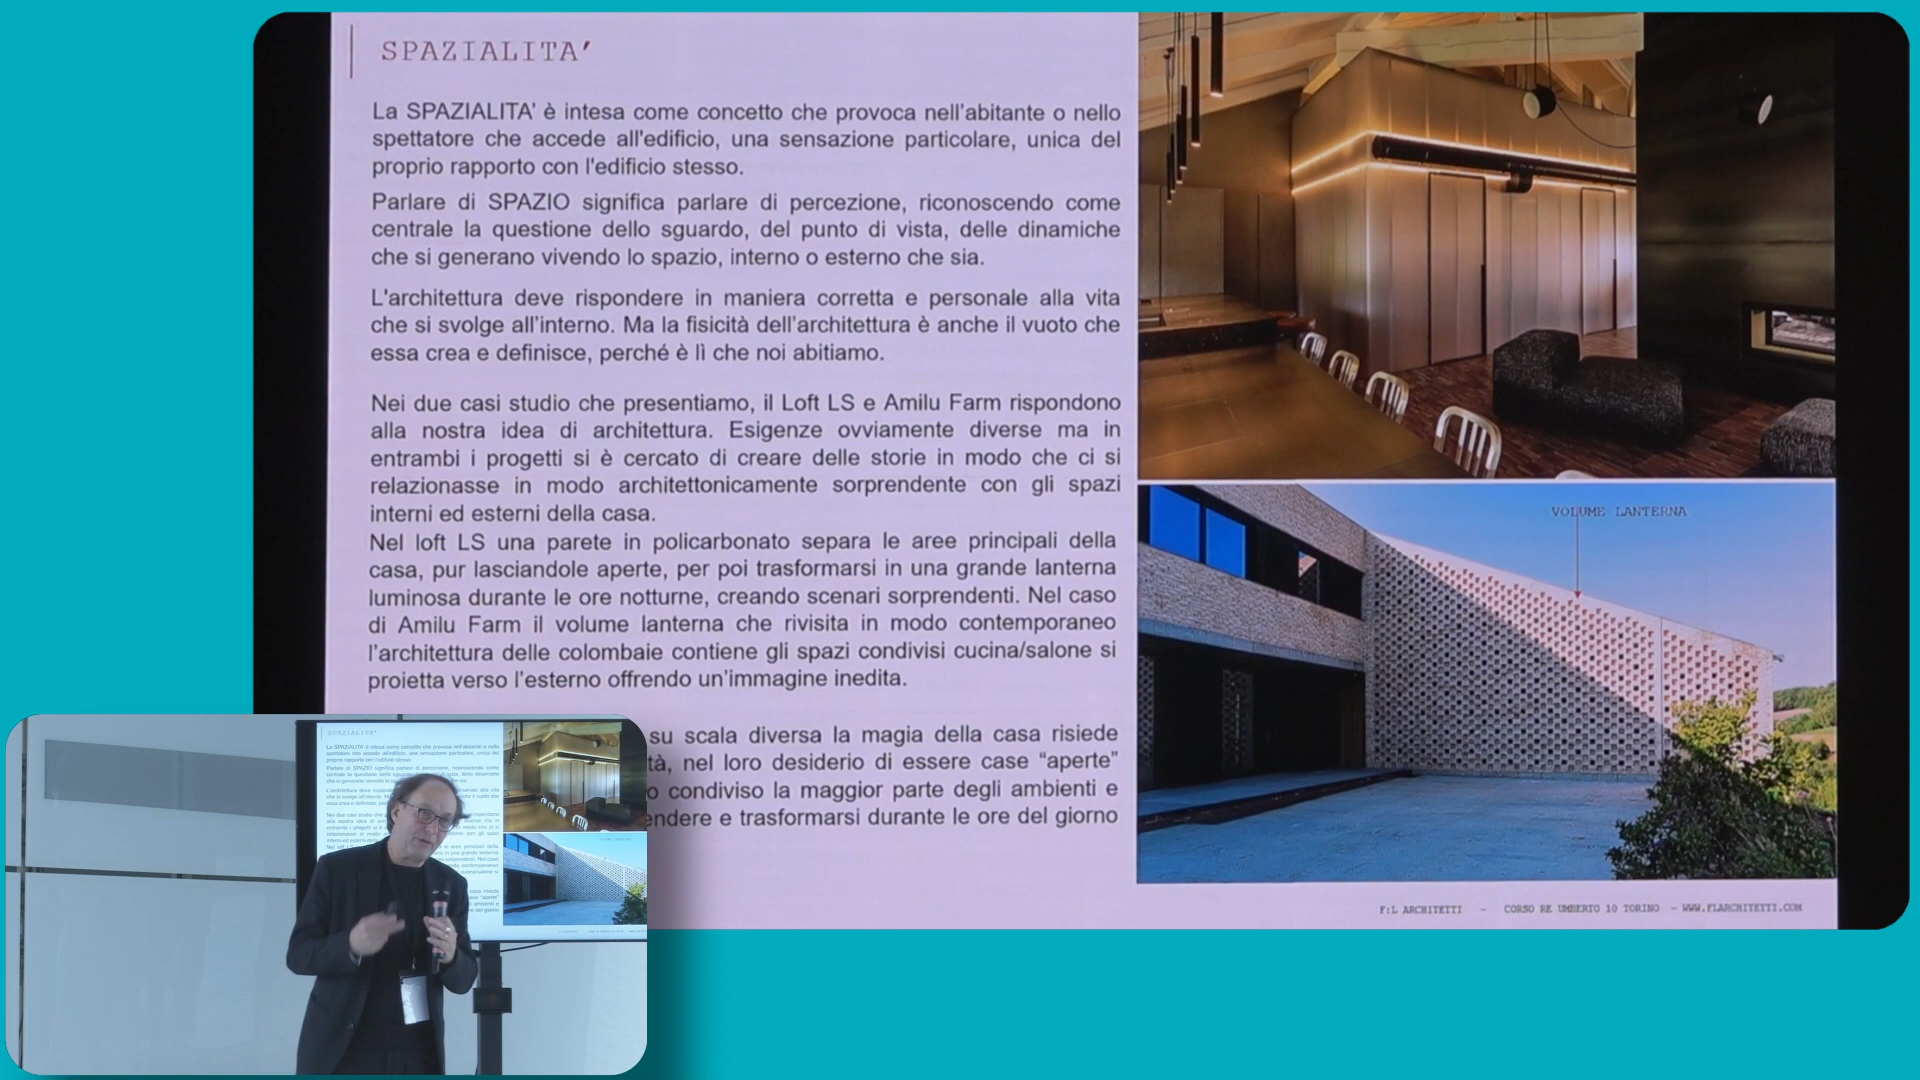 SPAZIALITA'
La SPAZIALITA' è intesa come concetto che provoca nell'abitante o nello
spettatore che accede all'edificio, una sensazione particolare, unica del
proprio rapporto con l'edificio stesso.
Parlare di SPAZIO significa parlare di percezione, riconoscendo come
centrale la questione dello sguardo, del punto di vista, delle dinamiche
che si generano vivendo lo spazio, interno o esterno che sia.
L'architettura deve rispondere in maniera corretta e personale alla vita
che si svolge all'interno. Ma la fisicità dell'architettura è anche il vuoto che
essa crea e definisce, perché è lì che noi abitiamo.
Nei due casi studio che presentiamo, il Loft LS e Amilu Farm rispondono
alla nostra idea di architettura. Esigenze ovviamente diverse ma in
entrambi i progetti si è cercato di creare delle storie in modo che ci si
relazionasse in modo architettonicamente sorprendente con gli spazi
interni ed esterni della casa.
Nel loft LS una parete in policarbonato separa le aree principali della
casa, pur lasciandole aperte, per poi trasformarsi in una grande lanterna
luminosa durante le ore notturne, creando scenari sorprendenti. Nel caso
di Amilu Farm il volume lanterna che rivisita in modo contemporaneo
l'architettura delle colombaie contiene gli spazi condivisi cucina/salone si
proietta verso l'esterno offrendo un'immagine inedita.
su scala diversa la magia della casa risiede
tà, nel loro desiderio di essere case “aperte”
o condiviso la maggior parte degli ambienti e
endere e trasformarsi durante le ore del giorno
VOLUME LANTERNA
F:L ARCHITETTI - CORSO RE UMBERTO 10 TORINO - WWW.FLARCHITETTI.COM